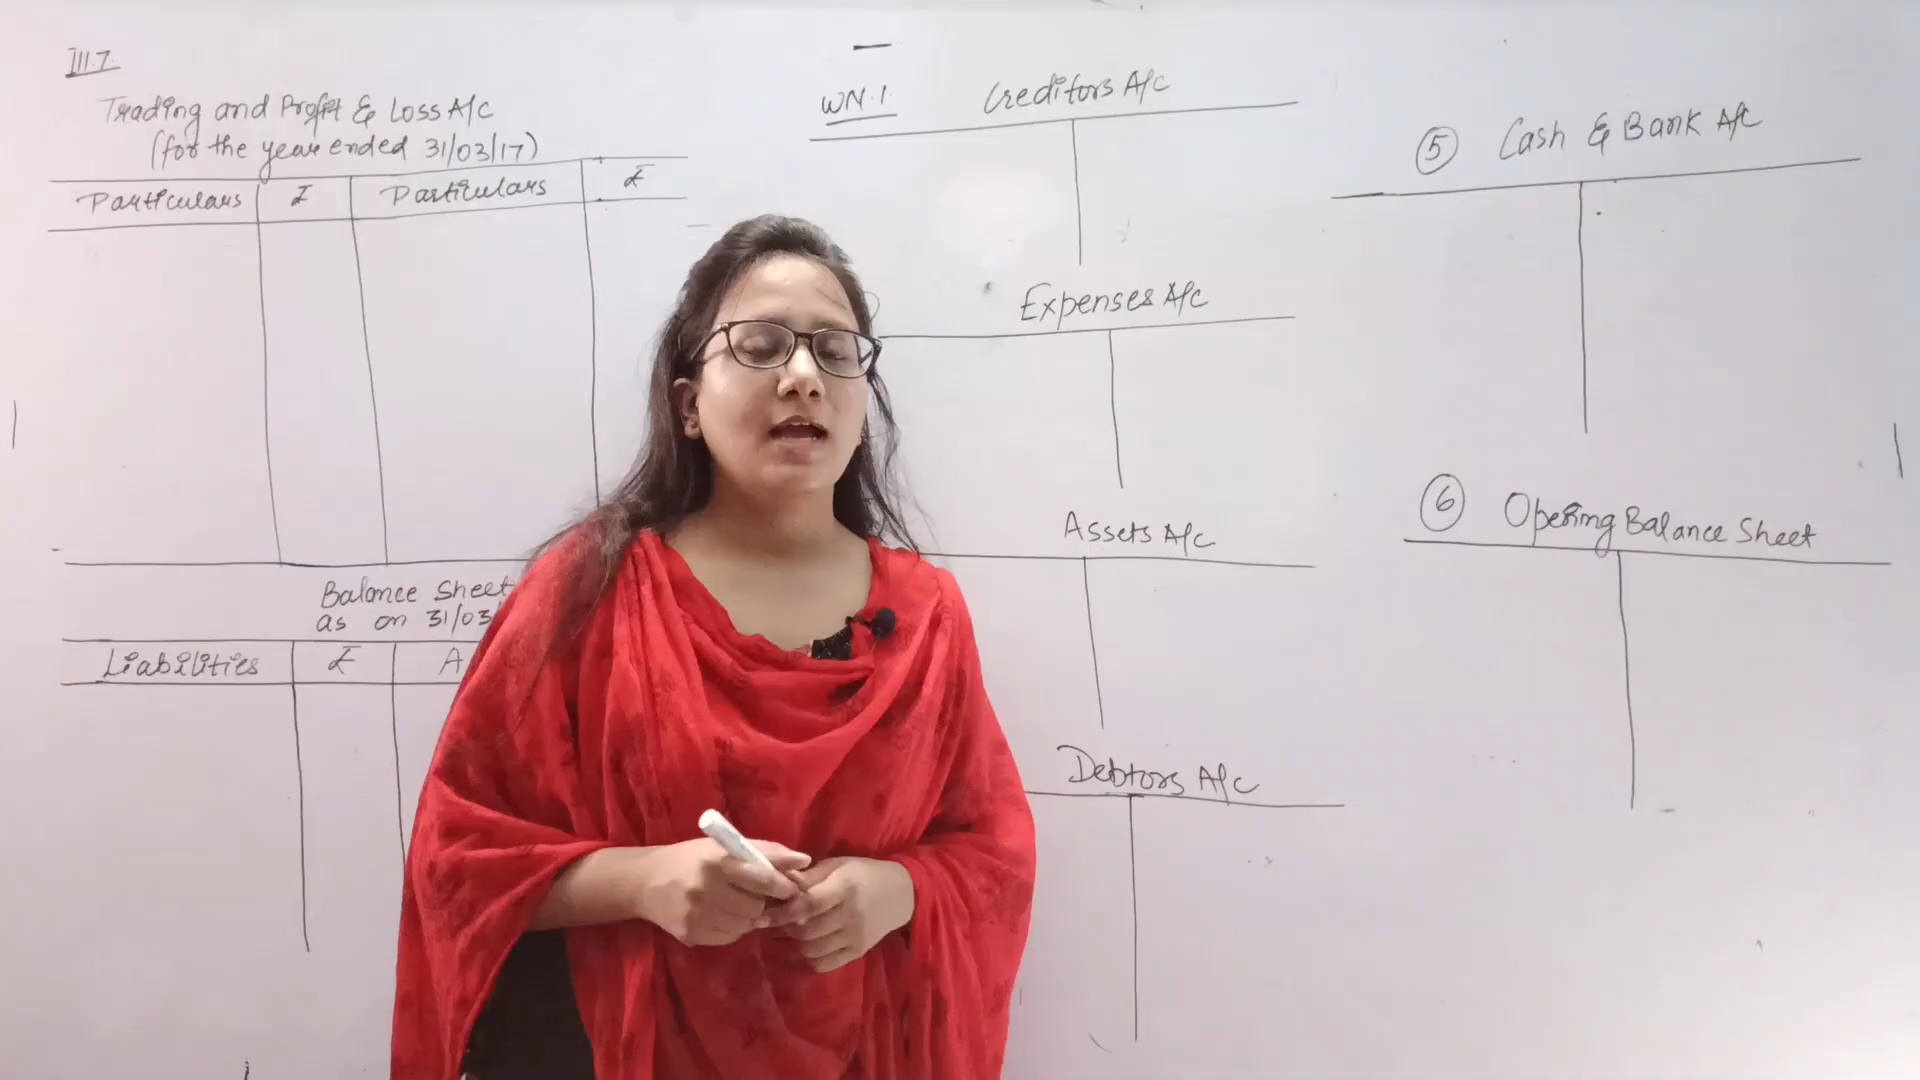 III.7.
Trading and Profit & Loss A/c
(for the year ended 31/03/17)
Particulars ₹ Particulars ₹
Balance Sheet
as on 31/03/
Liabilities ₹ A
WN.1. Creditors A/c
Expenses A/c
Assets A/c
Debtors A/c
⑤ Cash & Bank A/c
⑥ Opening Balance Sheet